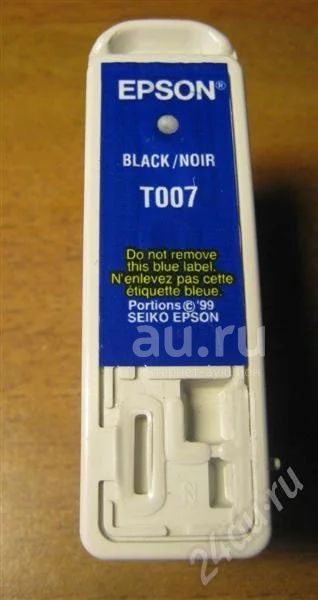 EPSON®
BLACK/NOIR
T007
Do not remove
this blue label.
N'enlevez pas cette
étiquette bleue.
Portions © '99
SEIKO EPSON
au.ru
24au.ru